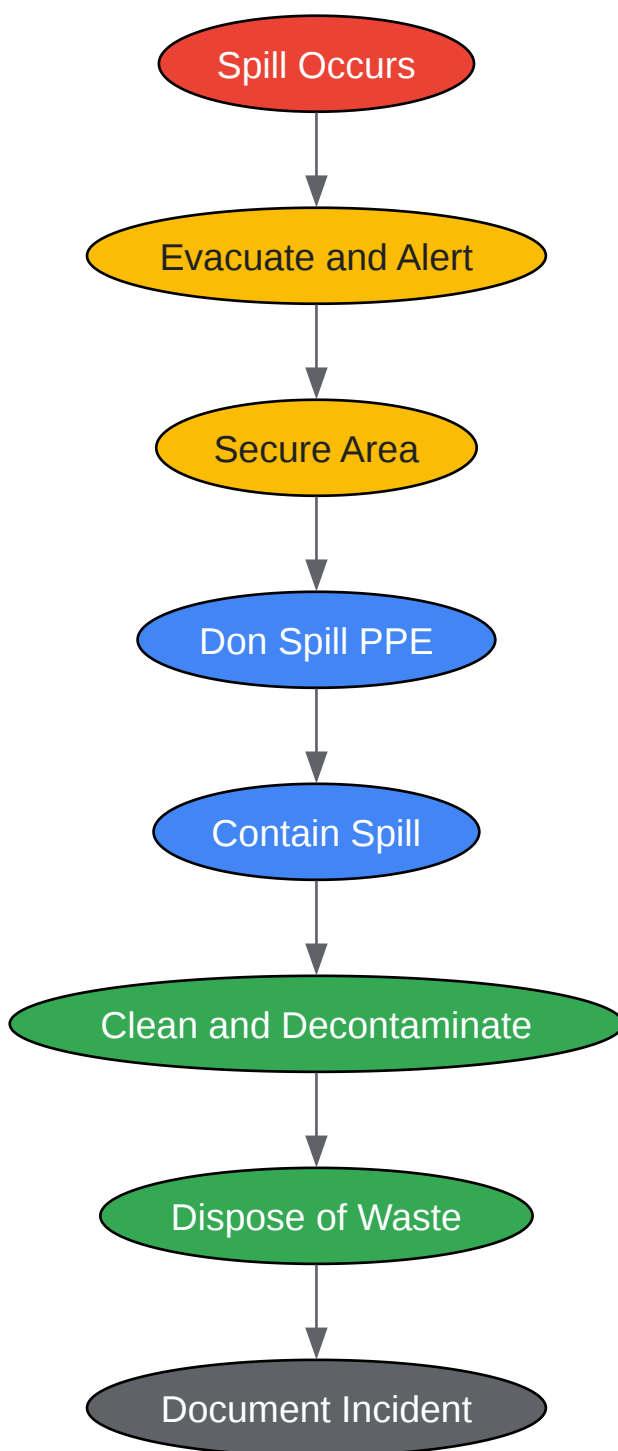 Spill Occurs
Evacuate and Alert
Secure Area
Don Spill PPE
Contain Spill
Clean and Decontaminate
Dispose of Waste
Document Incident